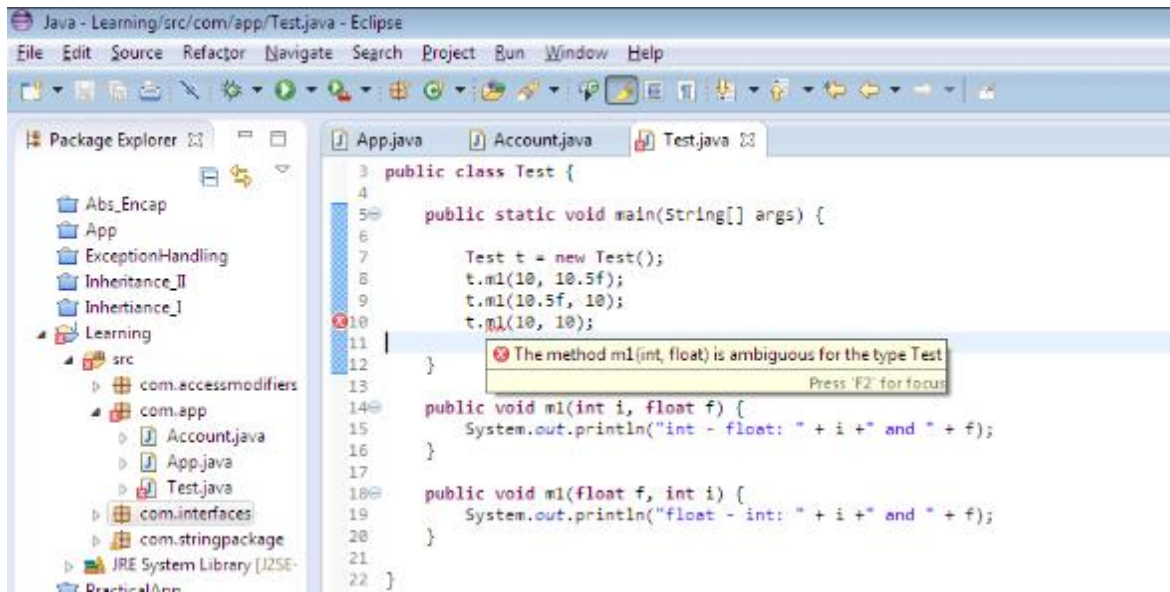 Java - Learning/src/com/app/Test.java - Eclipse
File Edit Source Refactor Navigate Search Project Run Window Help
Package Explorer
App.java Account.java Test.java
Abs_Encap
App
ExceptionHandling
Inheritance_II
Inhertiance_I
Learning
src
com.accessmodifiers
com.app
Account.java
App.java
Test.java
com.interfaces
com.stringpackage
JRE System Library [J2SE-
PracticalApp
3 public class Test {
4
5 public static void main(String[] args) {
6
7 Test t = new Test();
8 t.m1(10, 10.5f);
9 t.m1(10.5f, 10);
10 t.m1(10, 10);
11
The method m1(int, float) is ambiguous for the type Test
Press 'F2' for focus
12 }
13
14 public void m1(int i, float f) {
15 System.out.println("int - float: " + i +" and " + f);
16 }
17
18 public void m1(float f, int i) {
19 System.out.println("float - int: " + i +" and " + f);
20 }
21
22 }